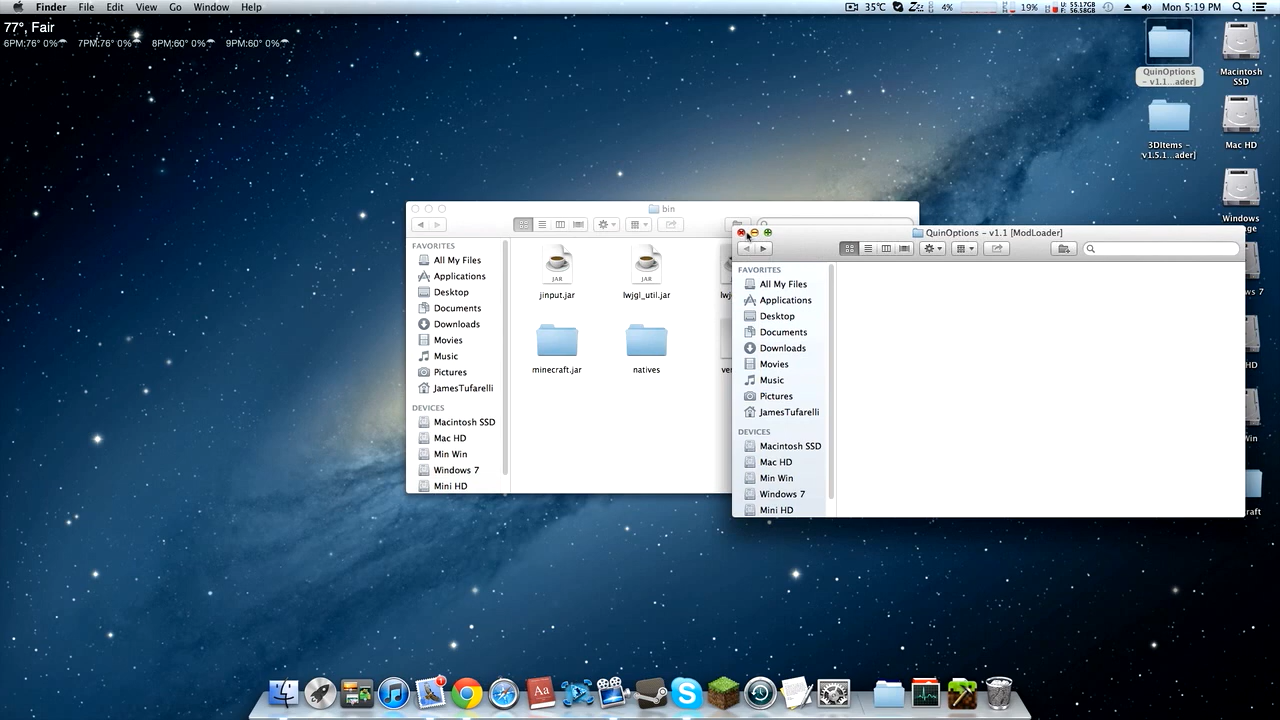 Finder File Edit View Go Window Help
35°C 4% 19% Mon 5:19 PM
77°, Fair
6PM:76° 0% 7PM:76° 0% 8PM:60° 0% 9PM:60° 0%
QuinOptions
– v1.1...ader]
Macintosh
SSD
3DItems –
v1.5.1...ader]
Mac HD
Windows
bin
FAVORITES
All My Files
Applications
Desktop
Documents
Downloads
Movies
Music
Pictures
JamesTufarelli
DEVICES
Macintosh SSD
Mac HD
Min Win
Windows 7
Mini HD
JAR
jinput.jar
JAR
lwjgl_util.jar
minecraft.jar
natives
QuinOptions – v1.1 [ModLoader]
FAVORITES
All My Files
Applications
Desktop
Documents
Downloads
Movies
Music
Pictures
JamesTufarelli
DEVICES
Macintosh SSD
Mac HD
Min Win
Windows 7
Mini HD
Aa
1